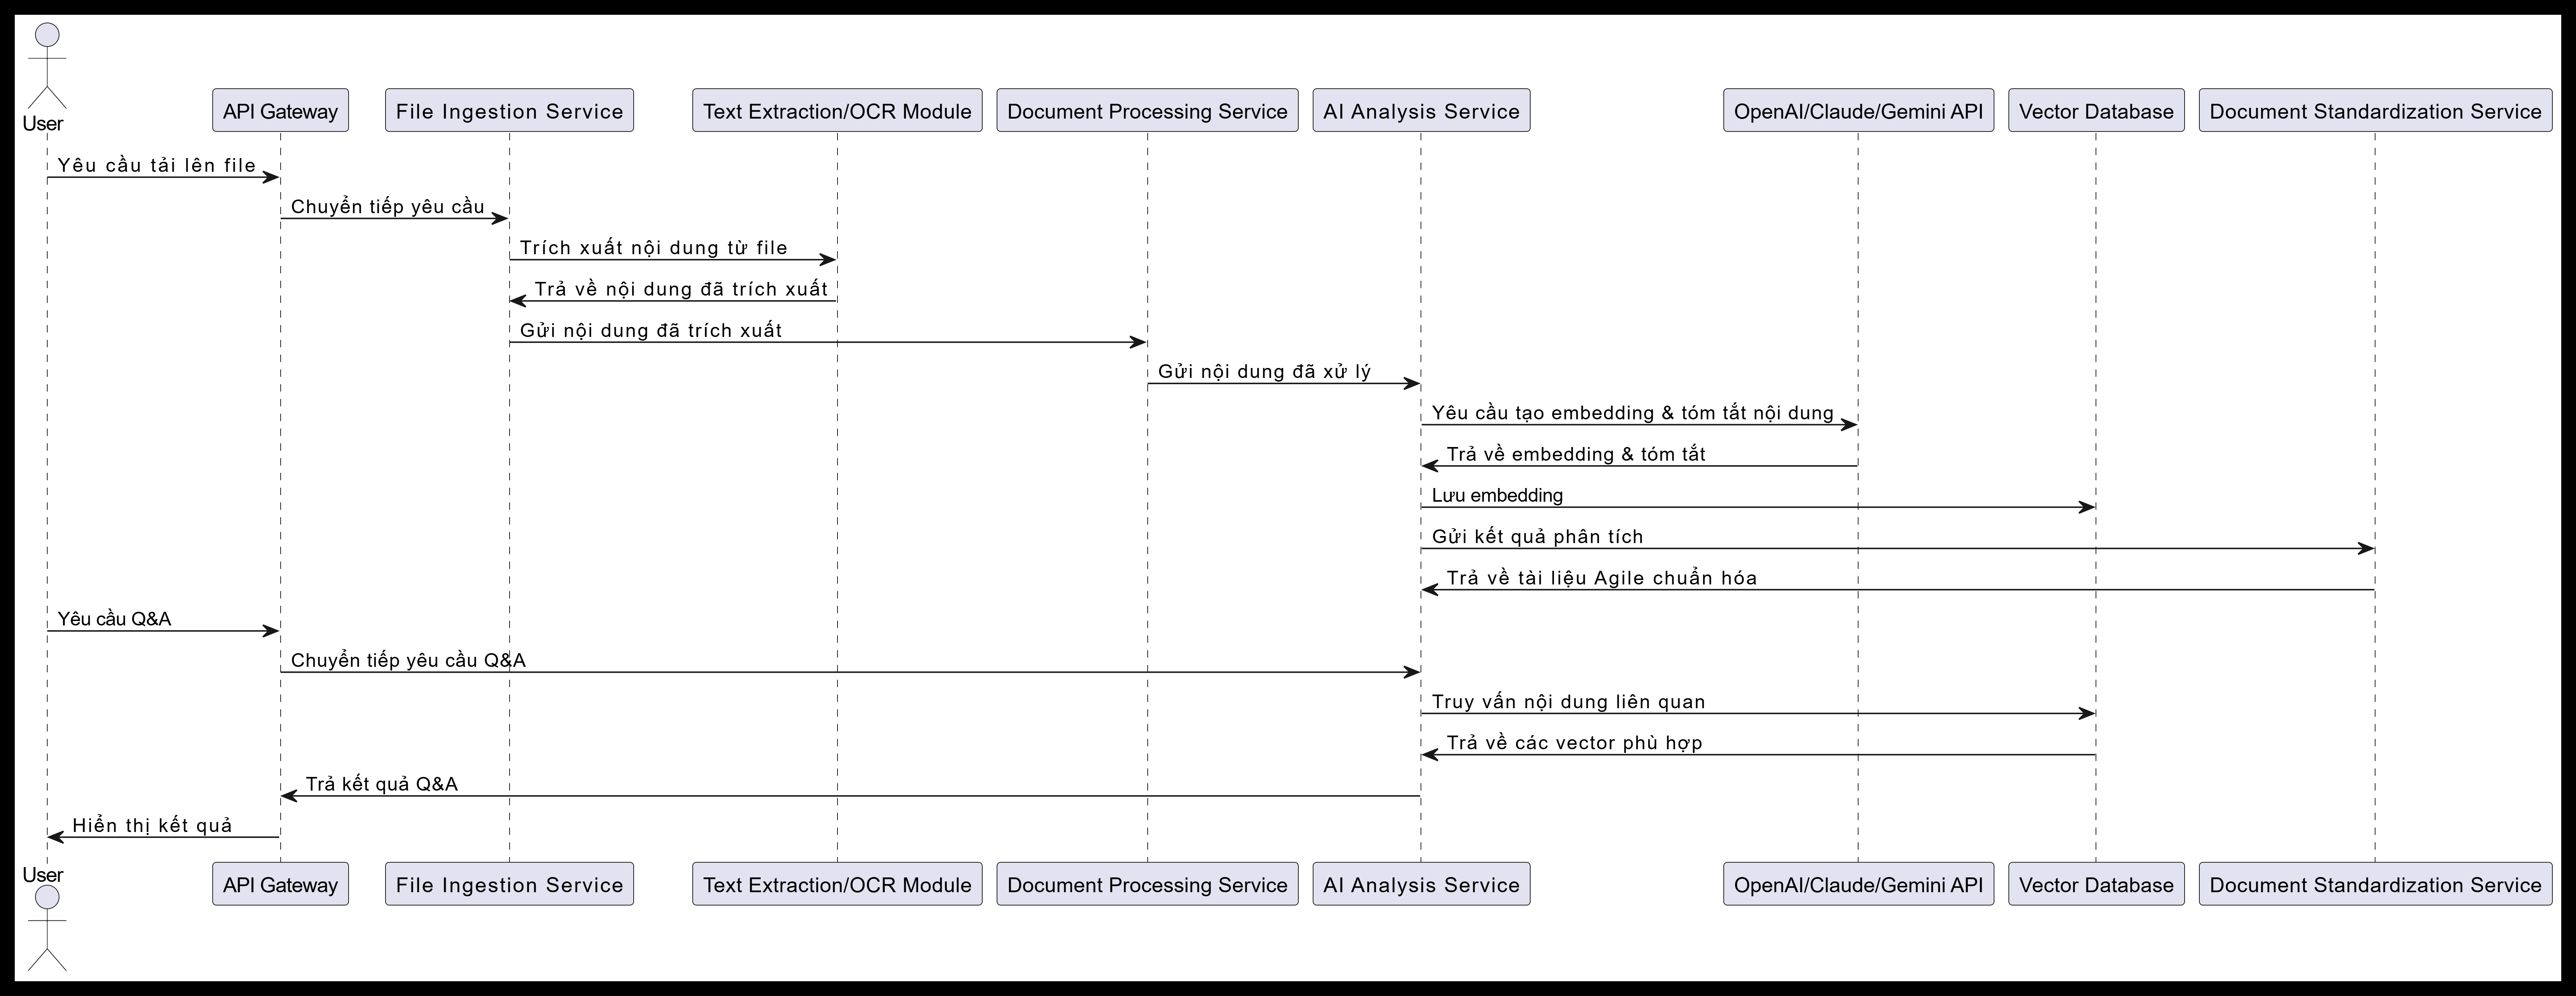 User
API Gateway
File Ingestion Service
Text Extraction/OCR Module
Document Processing Service
AI Analysis Service
OpenAI/Claude/Gemini API
Vector Database
Document Standardization Service
Yêu cầu tải lên file
Chuyển tiếp yêu cầu
Trích xuất nội dung từ file
Trả về nội dung đã trích xuất
Gửi nội dung đã trích xuất
Gửi nội dung đã xử lý
Yêu cầu tạo embedding & tóm tắt nội dung
Trả về embedding & tóm tắt
Lưu embedding
Gửi kết quả phân tích
Trả về tài liệu Agile chuẩn hóa
Yêu cầu Q&A
Chuyển tiếp yêu cầu Q&A
Truy vấn nội dung liên quan
Trả về các vector phù hợp
Trả kết quả Q&A
Hiển thị kết quả
User
API Gateway
File Ingestion Service
Text Extraction/OCR Module
Document Processing Service
AI Analysis Service
OpenAI/Claude/Gemini API
Vector Database
Document Standardization Service